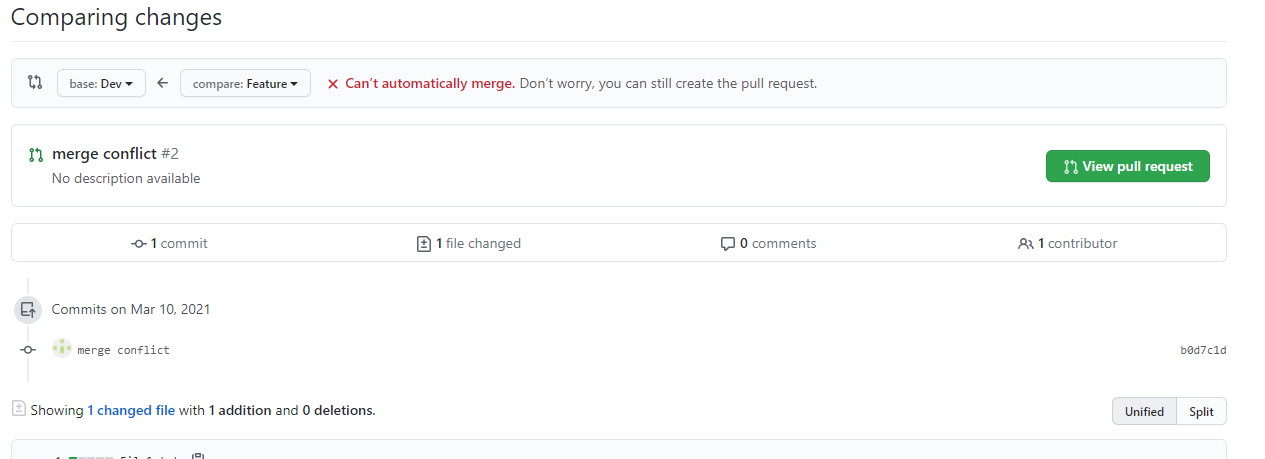 Comparing changes
base: Dev compare: Feature Can't automatically merge. Don't worry, you can still create the pull request.
merge conflict #2
No description available
View pull request
1 commit 1 file changed 0 comments 1 contributor
Commits on Mar 10, 2021
merge conflict b0d7c1d
Showing 1 changed file with 1 addition and 0 deletions.
Unified Split